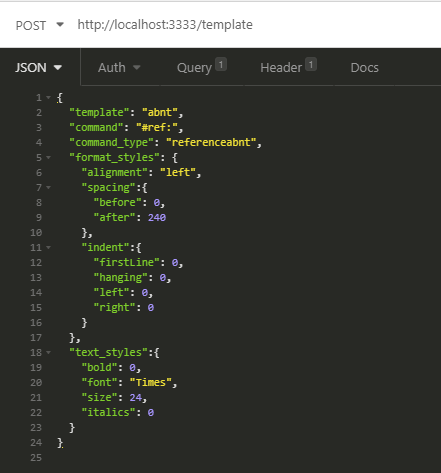 POST http://localhost:3333/template
JSON Auth Query 1 Header 1 Docs
1 {
2 "template": "abnt",
3 "command": "#ref:",
4 "command_type": "referenceabnt",
5 "format_styles": {
6 "alignment": "left",
7 "spacing":{
8 "before": 0,
9 "after": 240
10 },
11 "indent":{
12 "firstLine": 0,
13 "hanging": 0,
14 "left": 0,
15 "right": 0
16 }
17 },
18 "text_styles":{
19 "bold": 0,
20 "font": "Times",
21 "size": 24,
22 "italics": 0
23 }
24 }
25